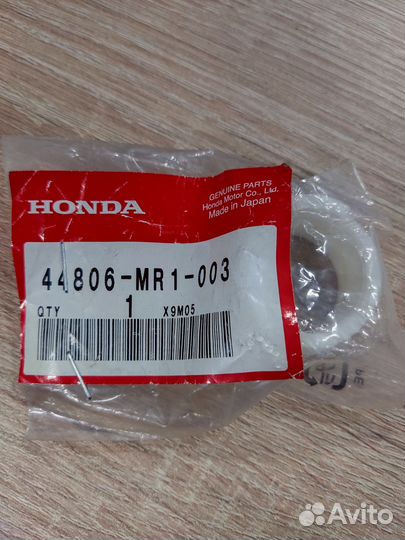 GENUINE PARTS
Honda Motor Co., Ltd.
Made in Japan
HONDA
44806-MR1-003
QTY 1 X9M05
Avito